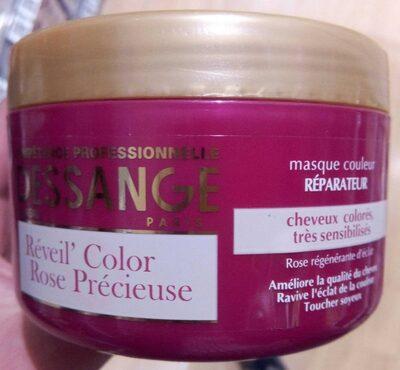 PROFESSIONNELLE
DESSANGE
PARIS
Réveil' Color
Rose Précieuse
masque couleur
RÉPARATEUR
cheveux colorés,
très sensibilisés
Rose régénérante d'éclat
Améliore la qualité du cheveu
Ravive l'éclat de la couleur
Toucher soyeux